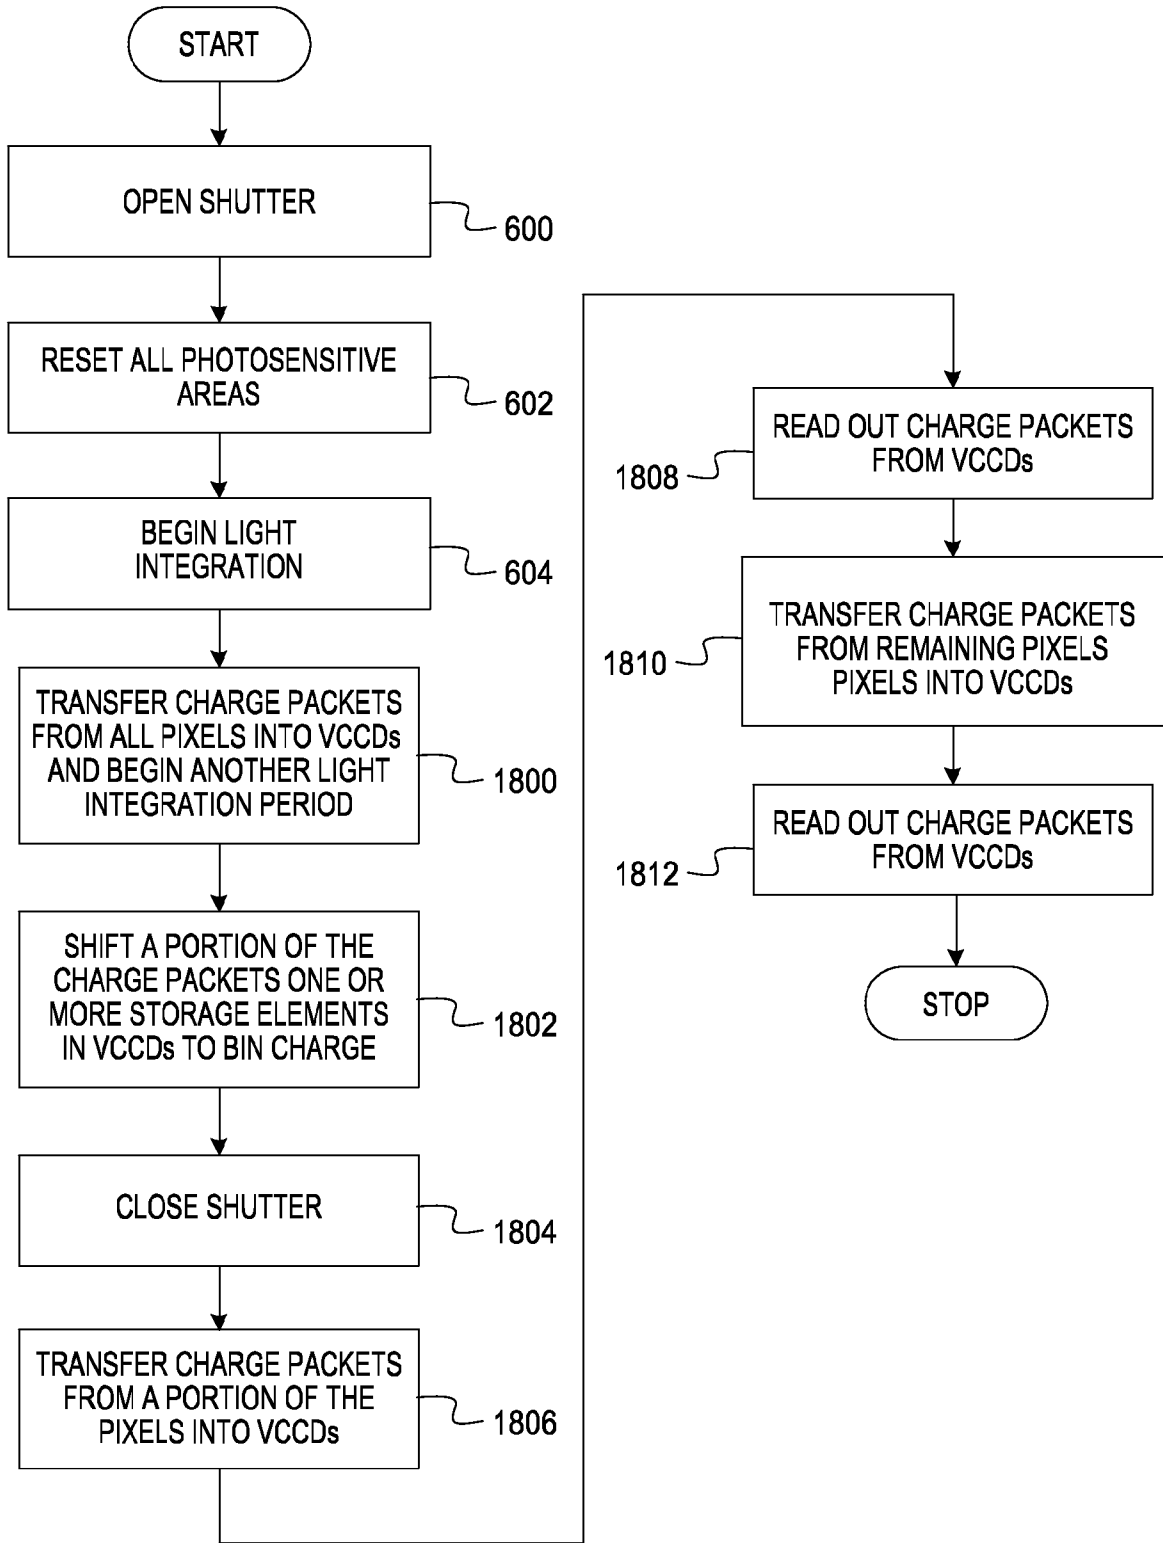 START
OPEN SHUTTER
600
RESET ALL PHOTOSENSITIVE
AREAS
602
BEGIN LIGHT
INTEGRATION
604
TRANSFER CHARGE PACKETS
FROM ALL PIXELS INTO VCCDs
AND BEGIN ANOTHER LIGHT
INTEGRATION PERIOD
1800
SHIFT A PORTION OF THE
CHARGE PACKETS ONE OR
MORE STORAGE ELEMENTS
IN VCCDs TO BIN CHARGE
1802
CLOSE SHUTTER
1804
TRANSFER CHARGE PACKETS
FROM A PORTION OF THE
PIXELS INTO VCCDs
1806
READ OUT CHARGE PACKETS
FROM VCCDs
1808
TRANSFER CHARGE PACKETS
FROM REMAINING PIXELS
PIXELS INTO VCCDs
1810
READ OUT CHARGE PACKETS
FROM VCCDs
1812
STOP